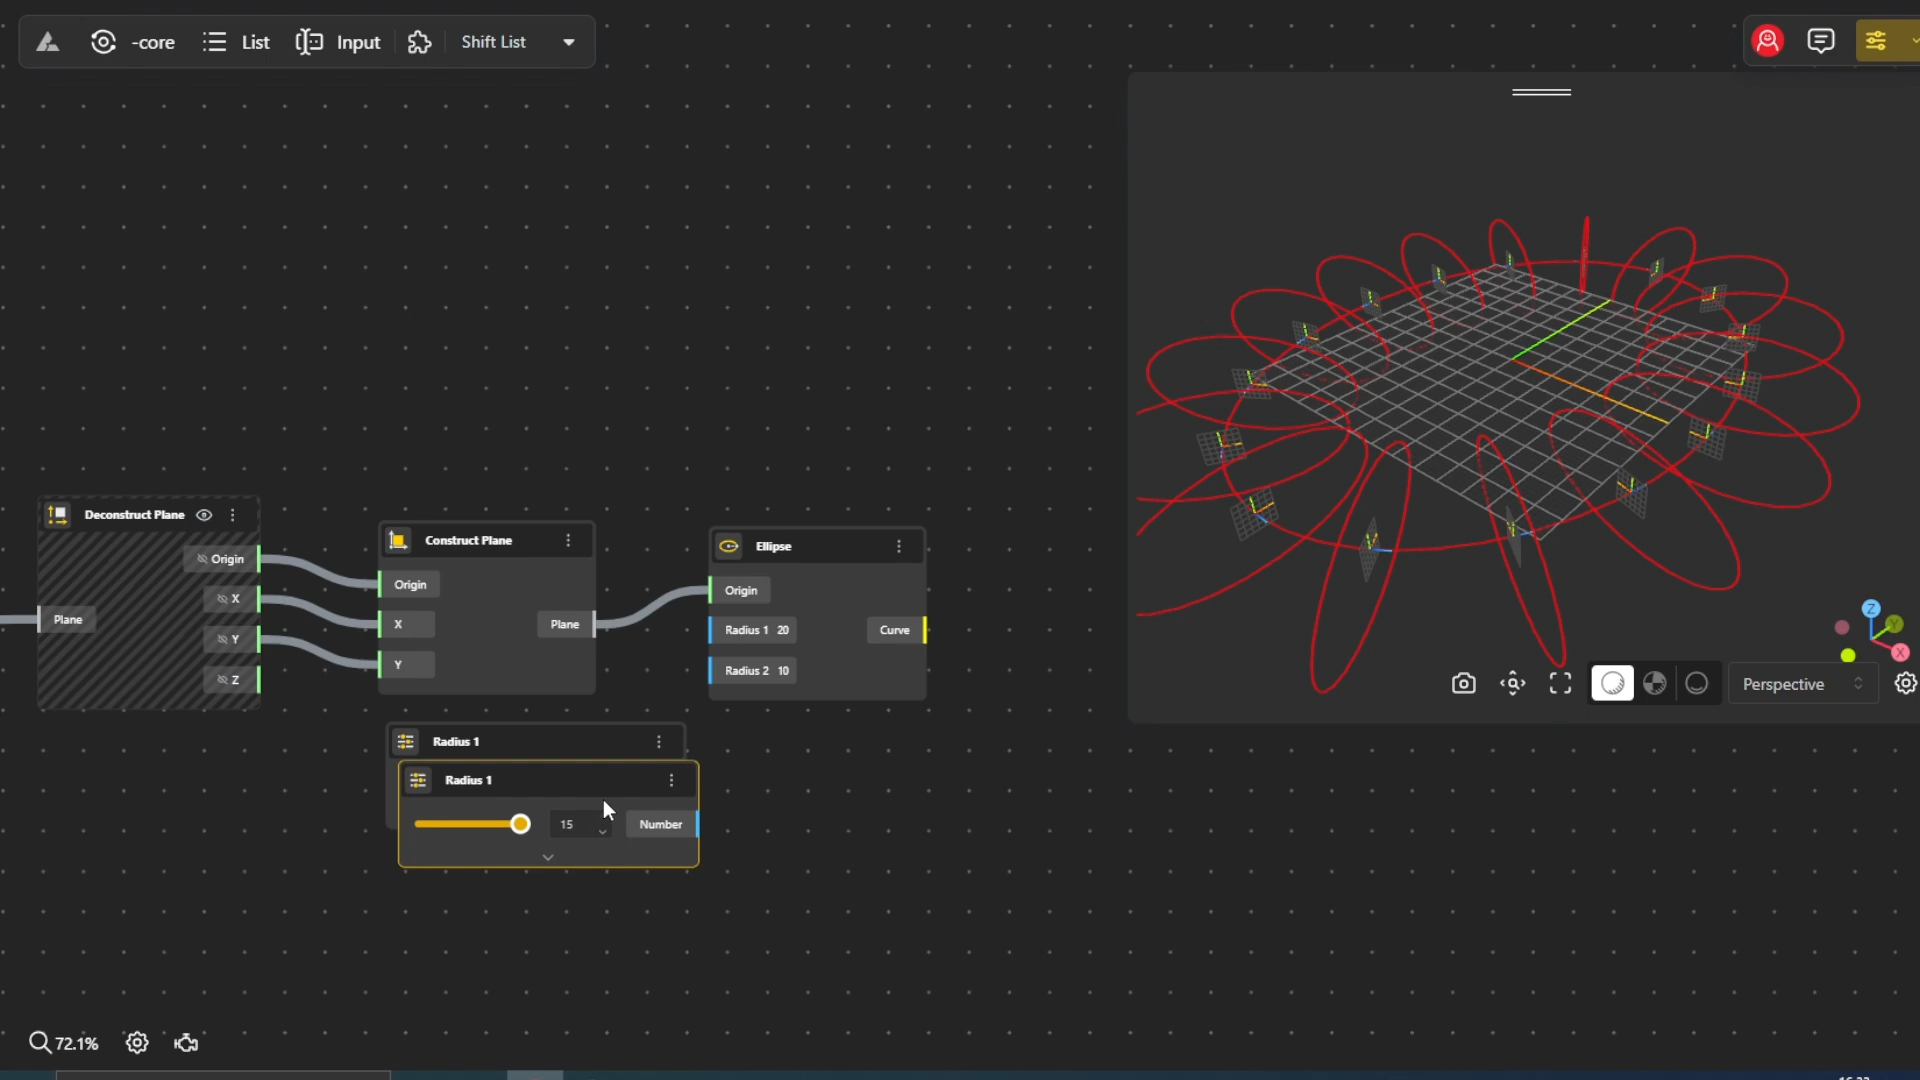 -core List Input Shift List
Deconstruct Plane
Origin
X
Y
Z
Plane
Construct Plane
Origin
X
Y
Plane
Ellipse
Origin
Radius 1 20
Radius 2 10
Curve
Radius 1
Radius 1
15 Number
Z
Y
X
Perspective
72.1%